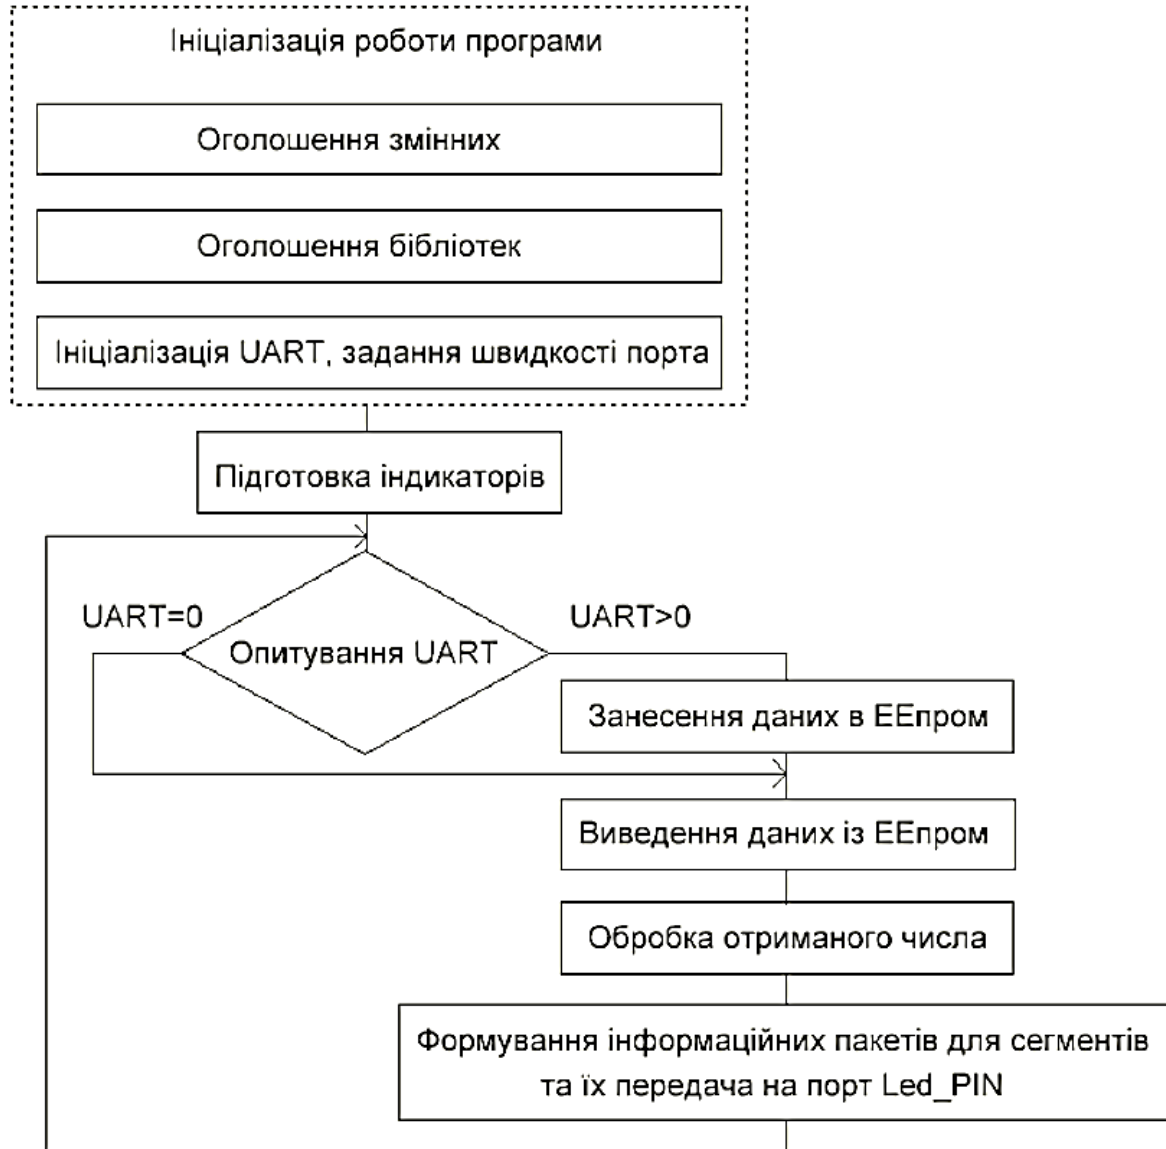 Ініціалізація роботи програми
Оголошення змінних
Оголошення бібліотек
Ініціалізація UART, задання швидкості порта
Підготовка індикаторів
UART=0
UART>0
Опитування UART
Занесення даних в ЕЕпром
Виведення даних із ЕЕпром
Обробка отриманого числа
Формування інформаційних пакетів для сегментів
та їх передача на порт Led_PIN